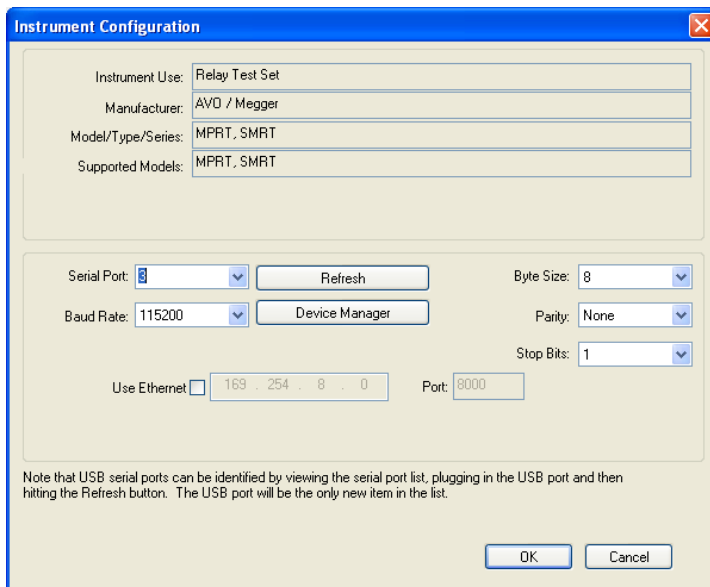 Instrument Configuration
Instrument Use: Relay Test Set
Manufacturer: AVO / Megger
Model/Type/Series: MPRT, SMRT
Supported Models: MPRT, SMRT
Serial Port: 3 Refresh Byte Size: 8
Baud Rate: 115200 Device Manager Parity: None
Stop Bits: 1
Use Ethernet 169 . 254 . 8 . 0 Port: 8000
Note that USB serial ports can be identified by viewing the serial port list, plugging in the USB port and then
hitting the Refresh button. The USB port will be the only new item in the list.
OK Cancel